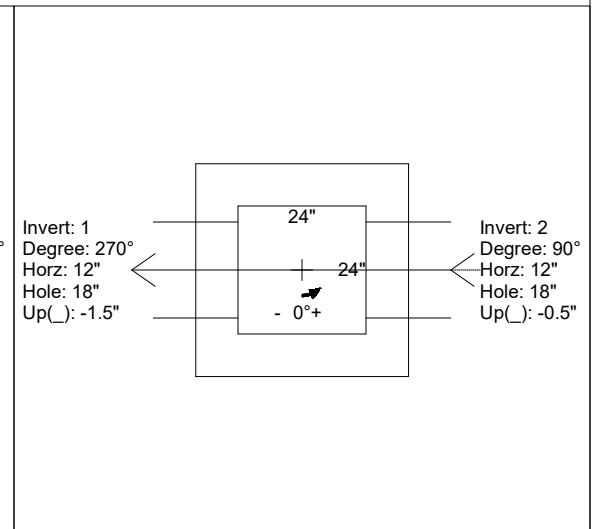 °
Invert: 1
Degree: 270°
Horz: 12"
Hole: 18"
Up(_): -1.5"
24"
24"
- 0°+
Invert: 2
Degree: 90°
Horz: 12"
Hole: 18"
Up(_): -0.5"